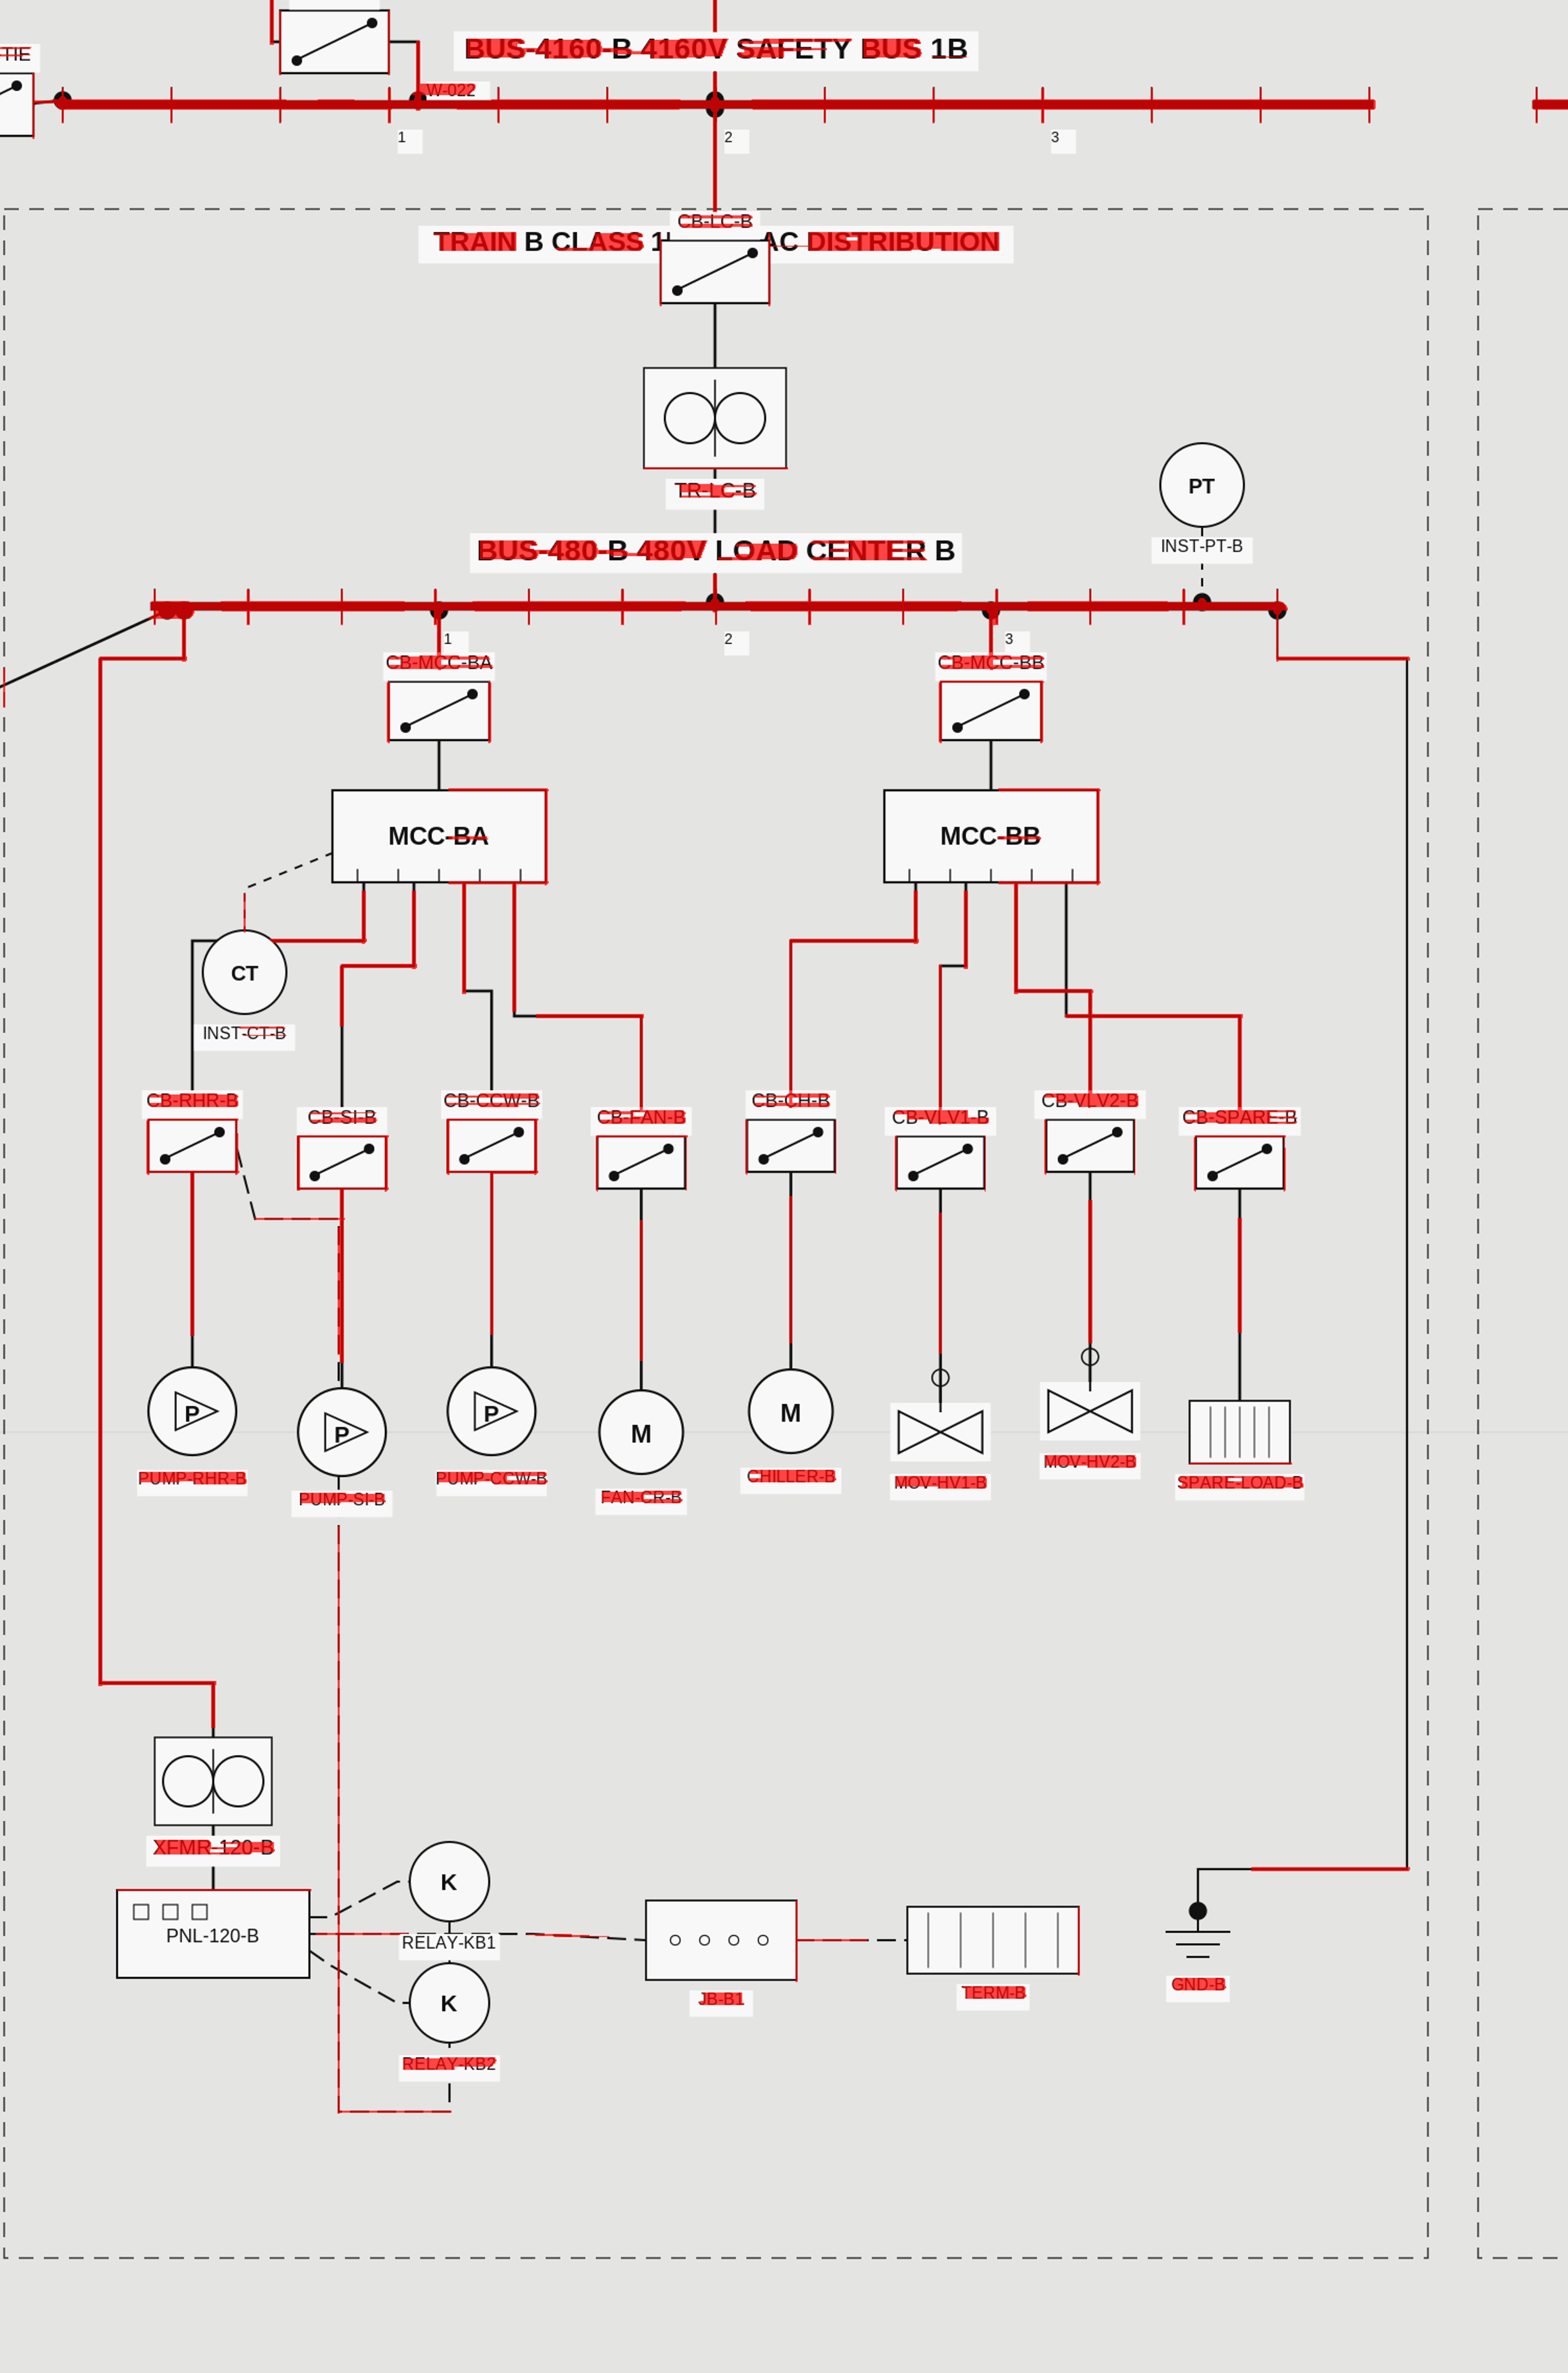 BUS-4160-B 4160V SAFETY BUS 1B
TIE
W-022
1
2
3
CB-LC-B
TRAIN B CLASS
AC DISTRIBUTION
TR-LC-B
PT
BUS-480-B 480V LOAD CENTER B
INST-PT-B
1
2
3
CB-MCC-BA
CB-MCC-BB
MCC-BA
MCC-BB
CT
INST-CT-B
CB-RHR-B
CB-SI-B
CB-CCW-B
CB-FAN-B
CB-CH-B
CB-VLV1-B
CB-VLV2-B
CB-SPARE-B
P
P
P
M
M
PUMP-RHR-B
PUMP-SI-B
PUMP-CCW-B
FAN-CR-B
CHILLER-B
MOV-HV1-B
MOV-HV2-B
SPARE-LOAD-B
XFMR-120-B
K
PNL-120-B
RELAY-KB1
K
JB-B1
TERM-B
GND-B
RELAY-KB2